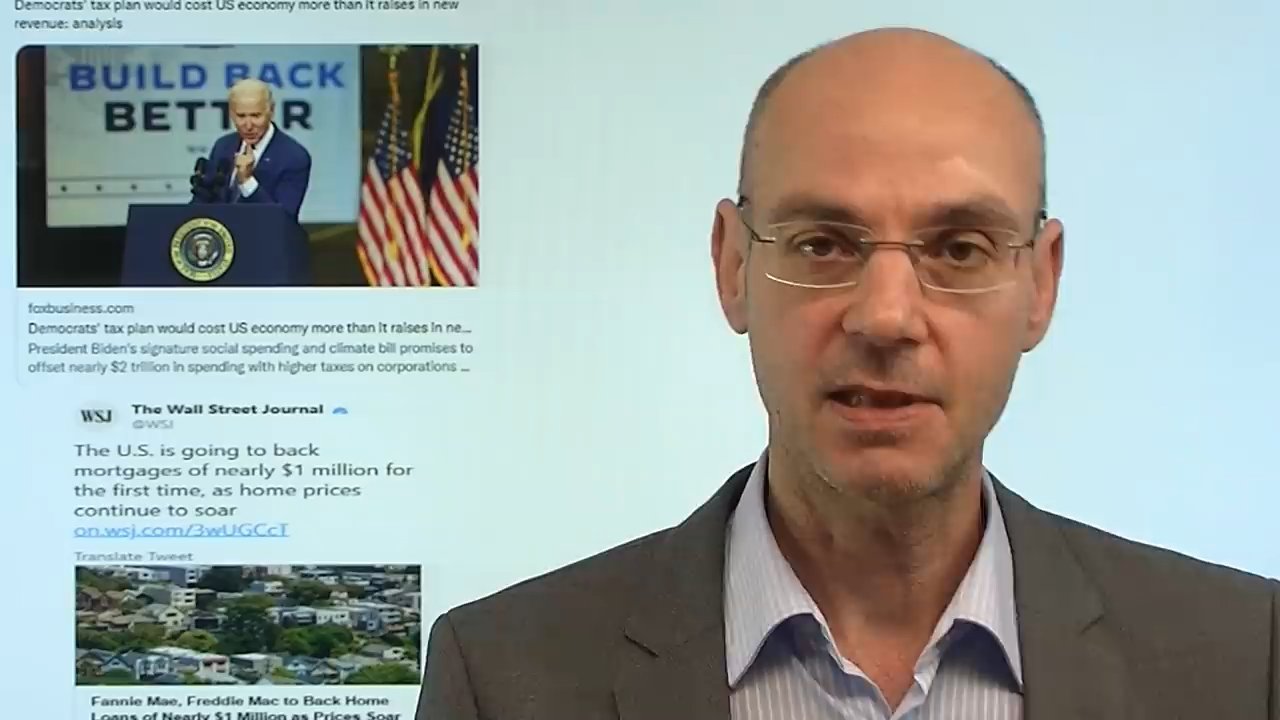 Democrats' tax plan would cost US economy more than it raises in new
revenue: analysis
BUILD BACK
BETTER
foxbusiness.com
Democrats' tax plan would cost US economy more than it raises in ne...
President Biden's signature social spending and climate bill promises to
offset nearly $2 trillion in spending with higher taxes on corporations ...
WSJ
The Wall Street Journal
@WSJ
The U.S. is going to back
mortgages of nearly $1 million for
the first time, as home prices
continue to soar
on.wsj.com/3wUGCcT
Translate Tweet
Fannie Mae, Freddie Mac to Back Home
Loans of Nearly $1 Million as Prices Soar